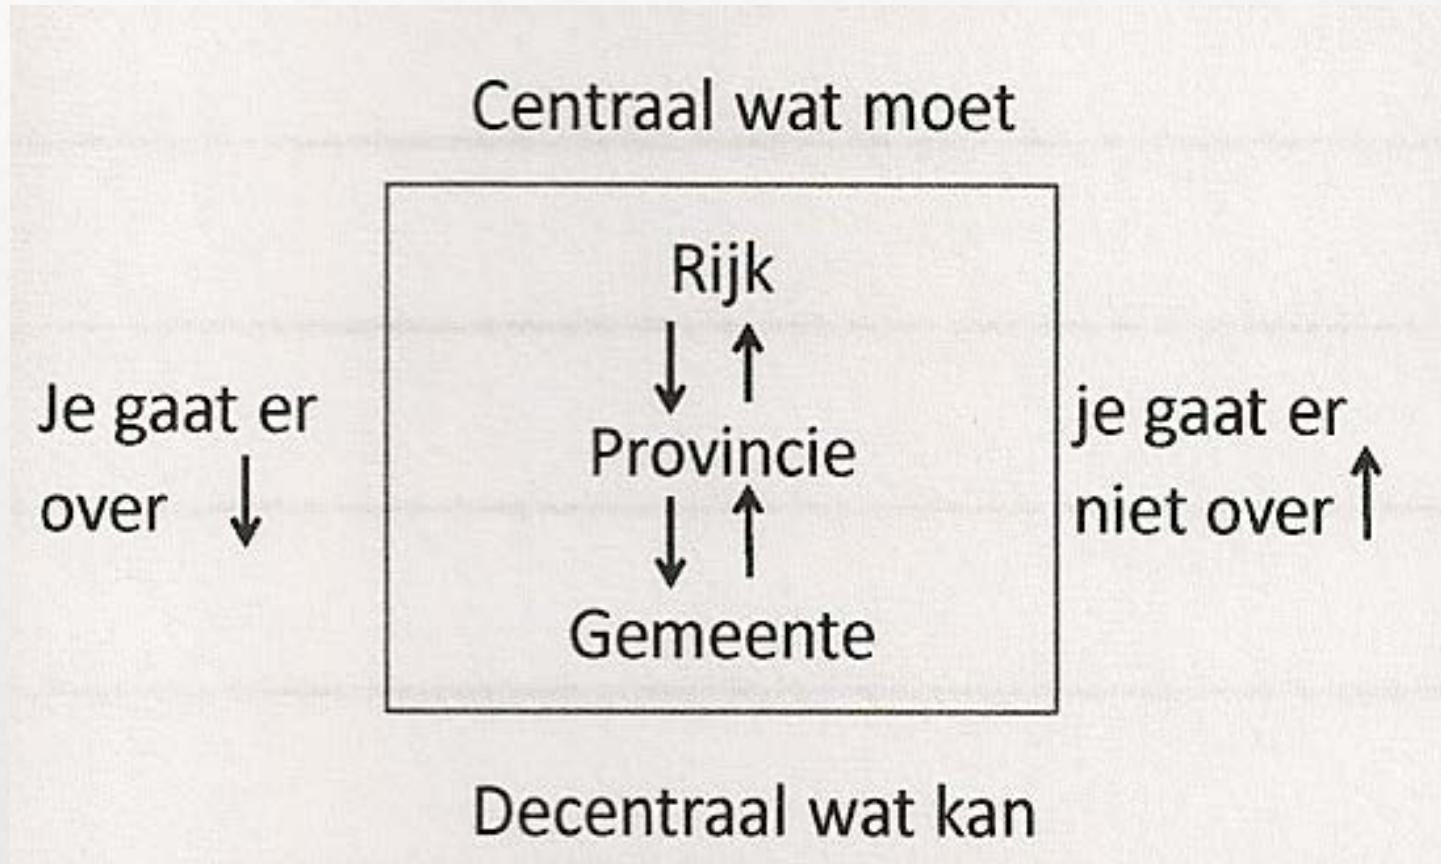 Centraal wat moet
Rijk
Je gaat er
over
Provincie
je gaat er
niet over
Gemeente
Decentraal wat kan